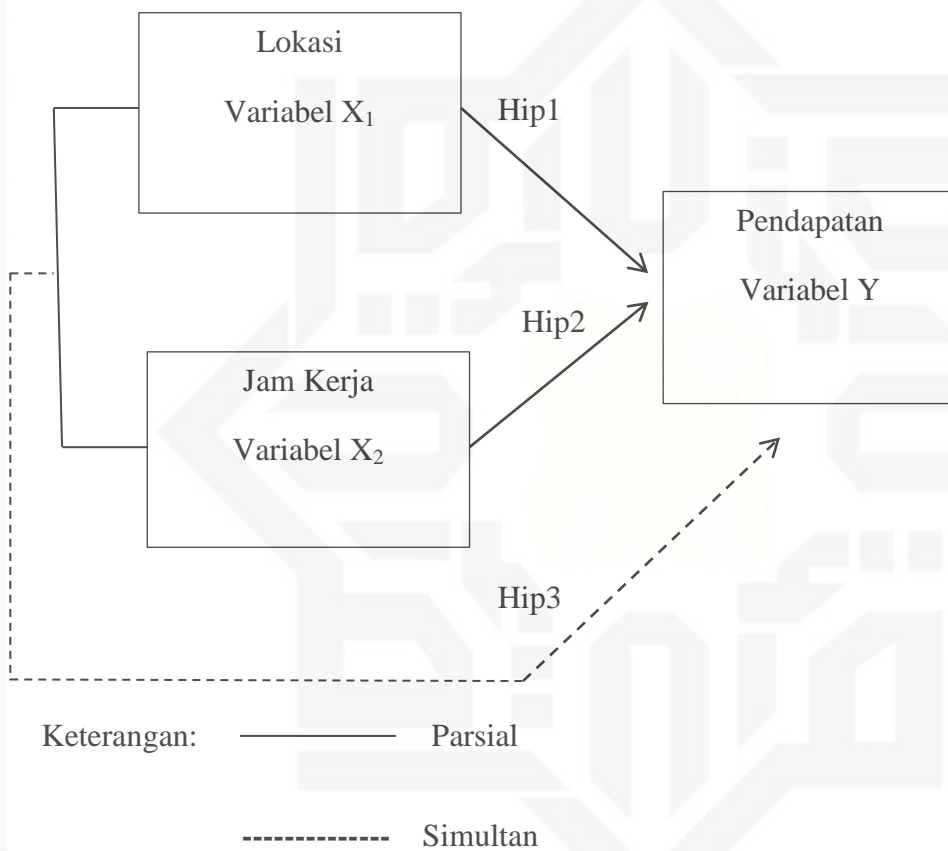 Lokasi
Variabel X₁
Hip1
Pendapatan
Variabel Y
Hip2
Jam Kerja
Variabel X₂
Hip3
Keterangan: Parsial
Simultan